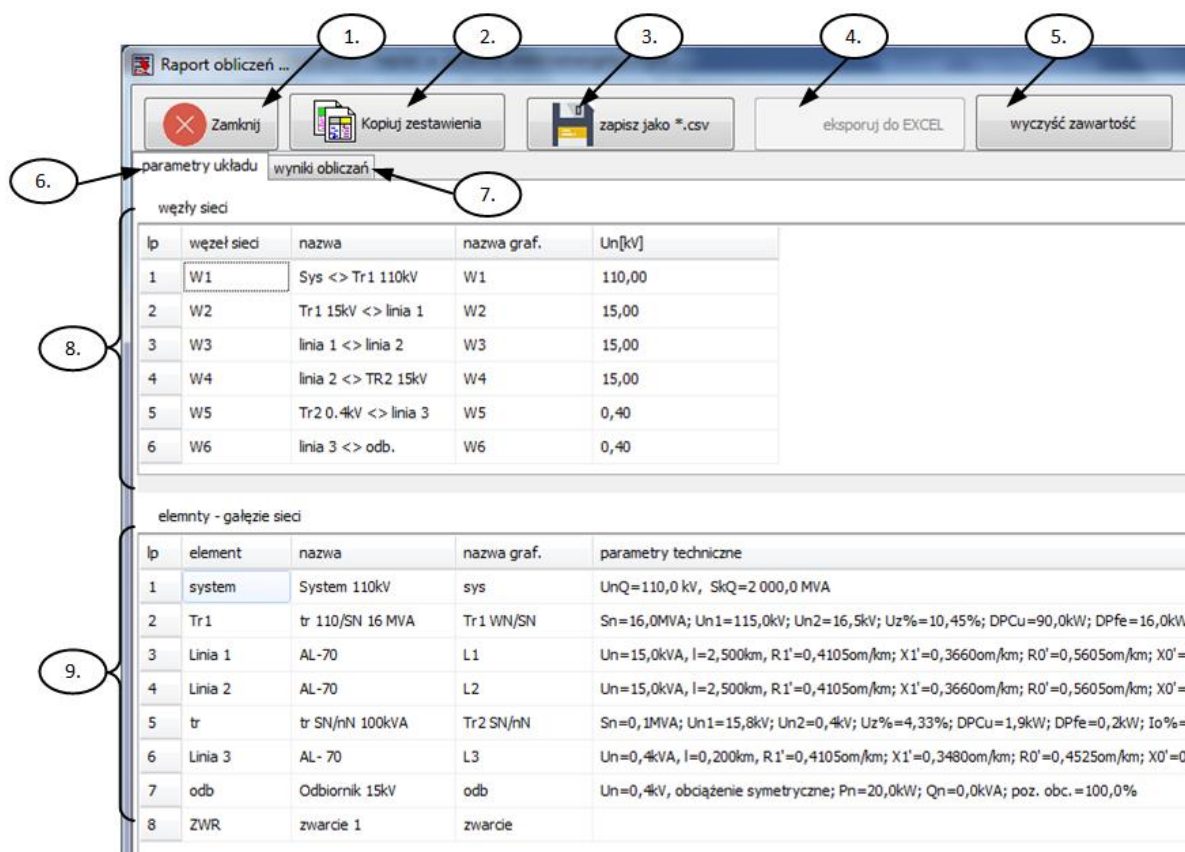 1. 2. 3. 4. 5.
Raport obliczeń ...
Zamknij Kopiuj zestawienia zapisz jako *.csv eksporuj do EXCEL wyczyść zawartość
6. parametry układu wyniki obliczań 7.
węzły sieci
lp węzeł sieci nazwa nazwa graf. Un[kV]
1 W1 Sys <> Tr1 110kV W1 110,00
2 W2 Tr1 15kV <> linia 1 W2 15,00
8. 3 W3 linia 1 <> linia 2 W3 15,00
4 W4 linia 2 <> TR2 15kV W4 15,00
5 W5 Tr2 0.4kV <> linia 3 W5 0,40
6 W6 linia 3 <> odb. W6 0,40
elemnty - gałęzie sieci
lp element nazwa nazwa graf. parametry techniczne
1 system System 110kV sys UnQ=110,0 kV, SkQ=2 000,0 MVA
2 Tr1 tr 110/SN 16 MVA Tr1 WN/SN Sn=16,0MVA; Un1=115,0kV; Un2=16,5kV; Uz%=10,45%; DPCu=90,0kW; DPfe=16,0kW
3 Linia 1 AL-70 L1 Un=15,0kVA, l=2,500km, R1'=0,4105om/km; X1'=0,3660om/km; R0'=0,5605om/km; X0'=
9. 4 Linia 2 AL-70 L2 Un=15,0kVA, l=2,500km, R1'=0,4105om/km; X1'=0,3660om/km; R0'=0,5605om/km; X0'=
5 tr tr SN/nN 100kVA Tr2 SN/nN Sn=0,1MVA; Un1=15,8kV; Un2=0,4kV; Uz%=4,33%; DPCu=1,9kW; DPfe=0,2kW; Io%=
6 Linia 3 AL- 70 L3 Un=0,4kVA, l=0,200km, R1'=0,4105om/km; X1'=0,3480om/km; R0'=0,4525om/km; X0'=0
7 odb Odbiornik 15kV odb Un=0,4kV, obciążenie symetryczne; Pn=20,0kW; Qn=0,0kVA; poz. obc.=100,0%
8 ZWR zwarcie 1 zwarcie